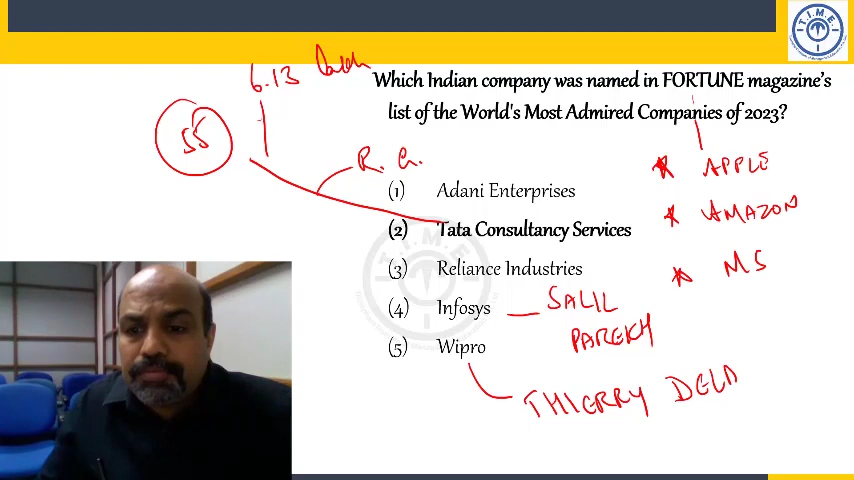 T.I.M.E.
6.13
Which Indian company was named in FORTUNE magazine's
list of the World's Most Admired Companies of 2023?
55
R. G.
(1) Adani Enterprises
(2) Tata Consultancy Services
(3) Reliance Industries
(4) Infosys
(5) Wipro
APPLE
AMAZON
MS
SALIL
PAREKH
THIERRY DELA